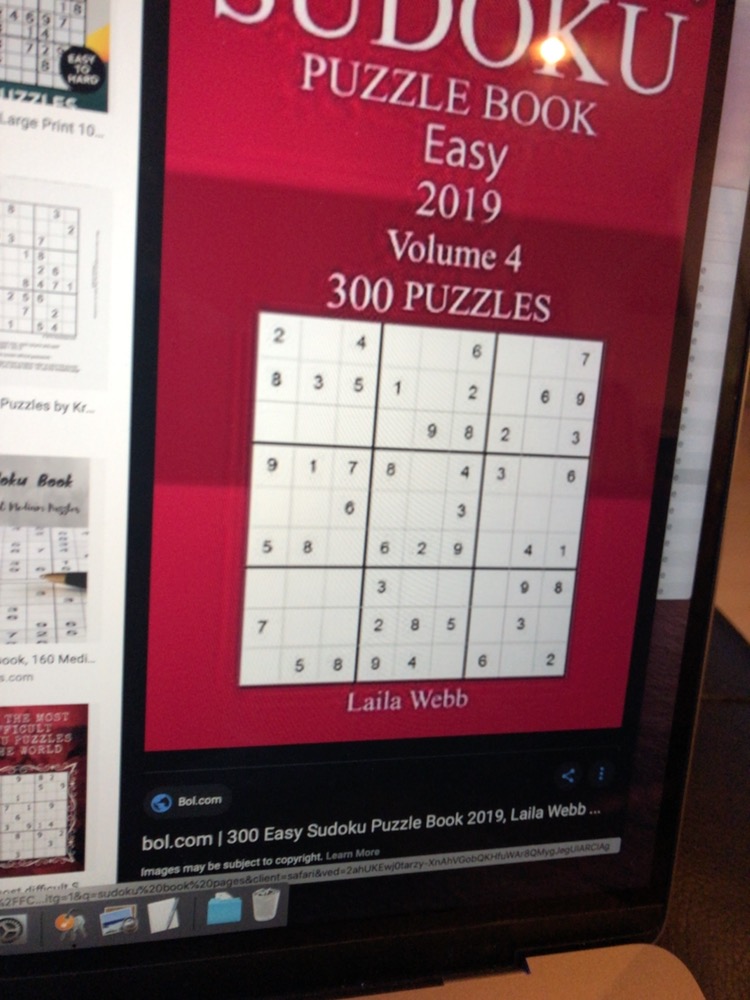 SUDOKU
PUZZLE BOOK
Easy
2019
Volume 4
300 PUZZLES
2 4 6 7
8 3 5 1 2 6 9
9 8 2 3
9 1 7 8 4 3 6
6 3
5 8 6 2 9 4 1
3 9 8
7 2 8 5 3
5 8 9 4 6 2
Laila Webb
Bol.com
bol.com | 300 Easy Sudoku Puzzle Book 2019, Laila Webb ...
Images may be subject to copyright. Learn More
EASY
TO
HARD
UZZLES
Large Print 10...
Puzzles by Kr...
oku Book
Medium Puzzles
ook, 160 Medi...
s.com
THE MOST
FFICULT
U PUZZLES
HE WORLD